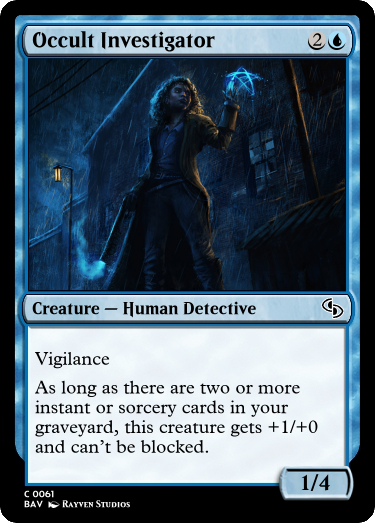 Occult Investigator 2
Creature — Human Detective
Vigilance
As long as there are two or more
instant or sorcery cards in your
graveyard, this creature gets +1/+0
and can't be blocked.
1/4
C 0061
BAV Rayven Studios